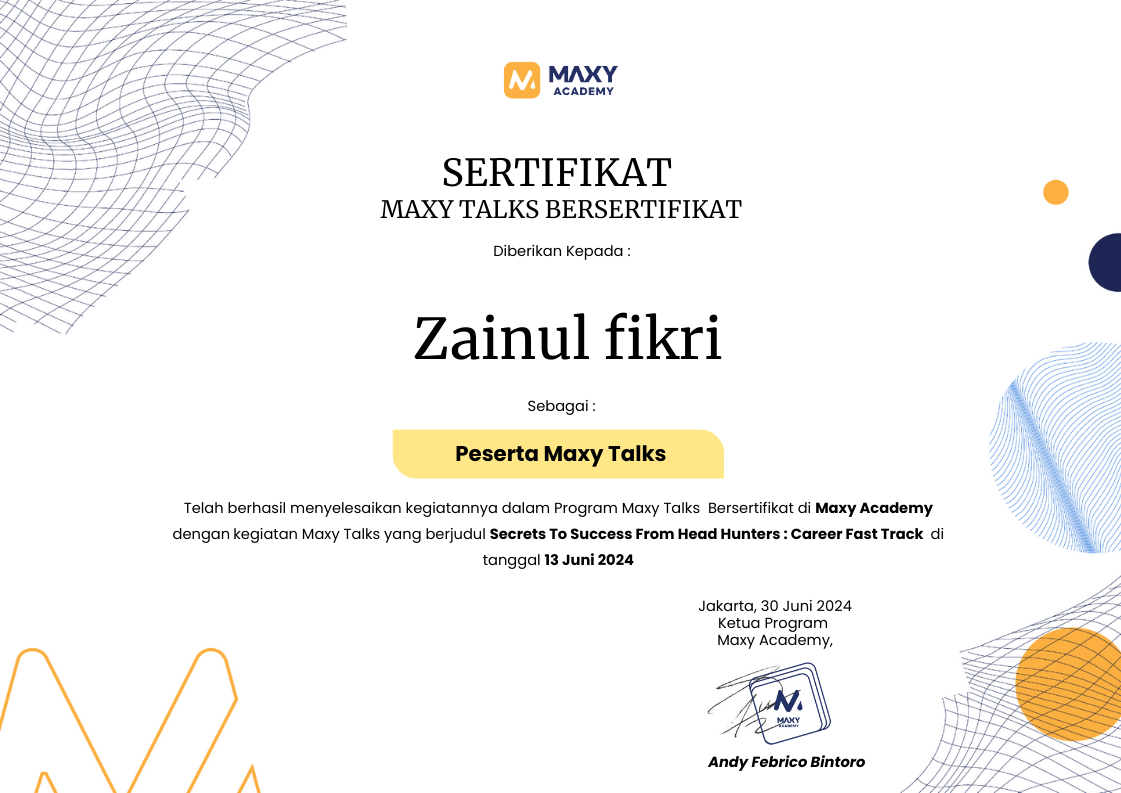 MAXY
ACADEMY
SERTIFIKAT
MAXY TALKS BERSERTIFIKAT
Diberikan Kepada :
Zainul fikri
Sebagai :
Peserta Maxy Talks
Telah berhasil menyelesaikan kegiatannya dalam Program Maxy Talks  Bersertifikat di Maxy Academy
dengan kegiatan Maxy Talks yang berjudul Secrets To Success From Head Hunters : Career Fast Track  di
tanggal 13 Juni 2024
Jakarta, 30 Juni 2024
Ketua Program
Maxy Academy,
MAXY
ACADEMY
Andy Febrico Bintoro